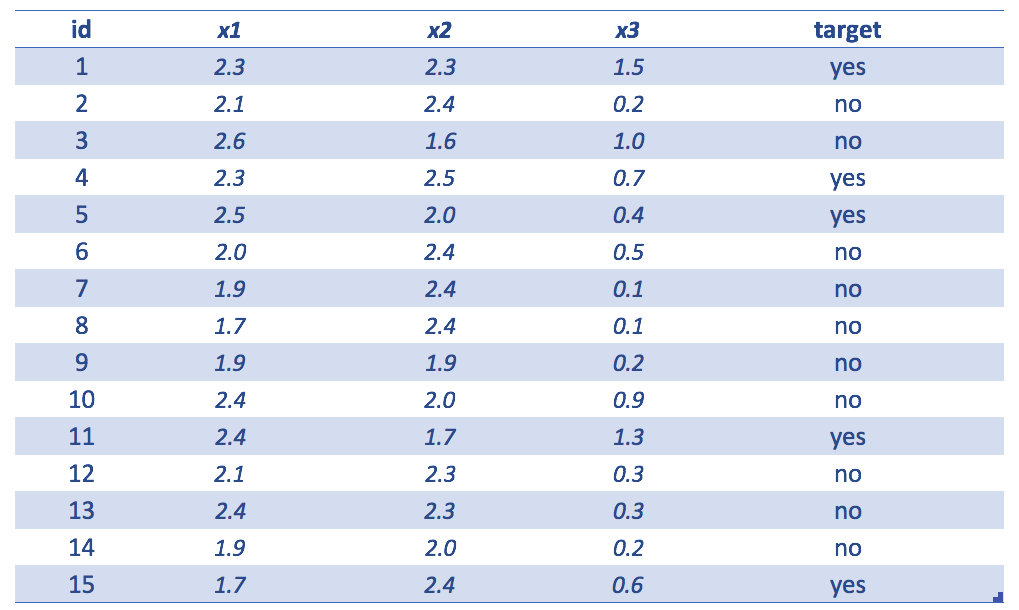 id x1 x2 x3 target
1 2.3 2.3 1.5 yes
2 2.1 2.4 0.2 no
3 2.6 1.6 1.0 no
4 2.3 2.5 0.7 yes
5 2.5 2.0 0.4 yes
6 2.0 2.4 0.5 no
7 1.9 2.4 0.1 no
8 1.7 2.4 0.1 no
9 1.9 1.9 0.2 no
10 2.4 2.0 0.9 no
11 2.4 1.7 1.3 yes
12 2.1 2.3 0.3 no
13 2.4 2.3 0.3 no
14 1.9 2.0 0.2 no
15 1.7 2.4 0.6 yes